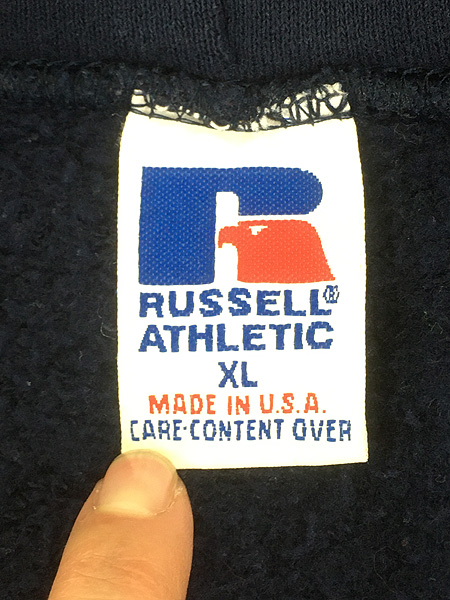 R
RUSSELL®
ATHLETIC
XL
MADE IN U.S.A.
CARE-CONTENT OVER